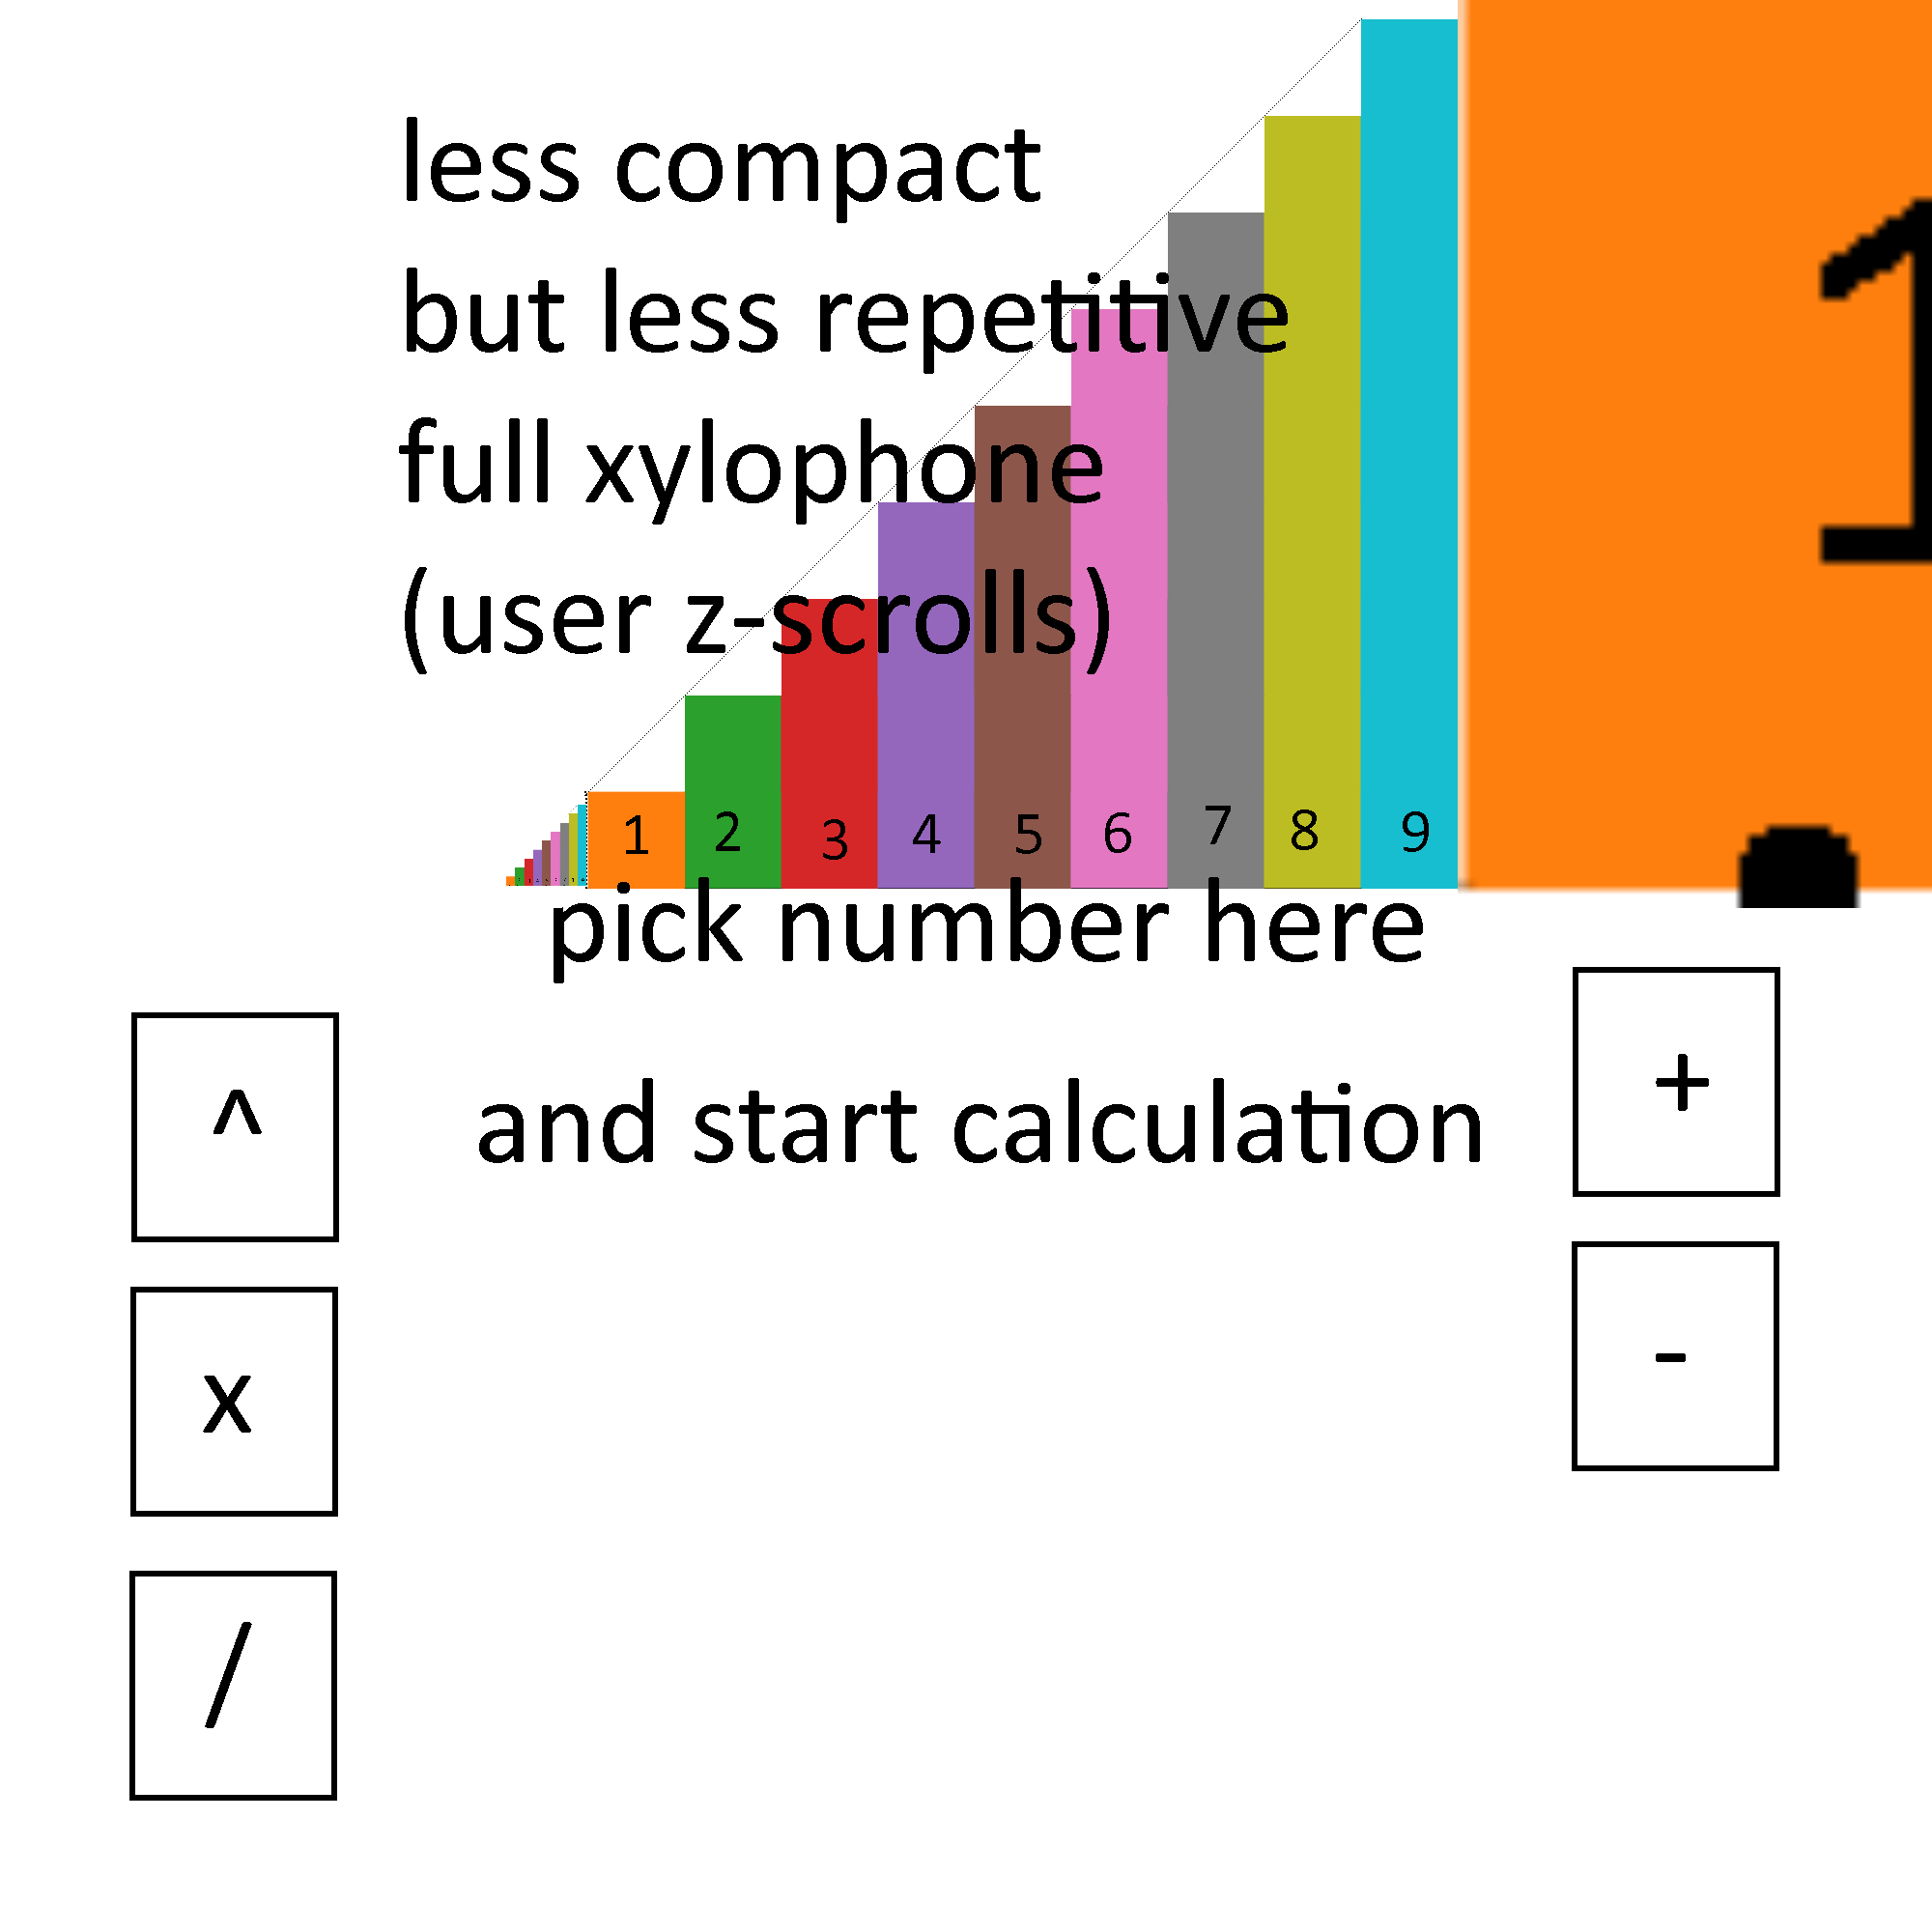 less compact
but less repetitive
full xylophone
(user z-scrolls)
1
1 2 3 4 5 6 7 8 9
pick number here
^ and start calculation +
x -
/